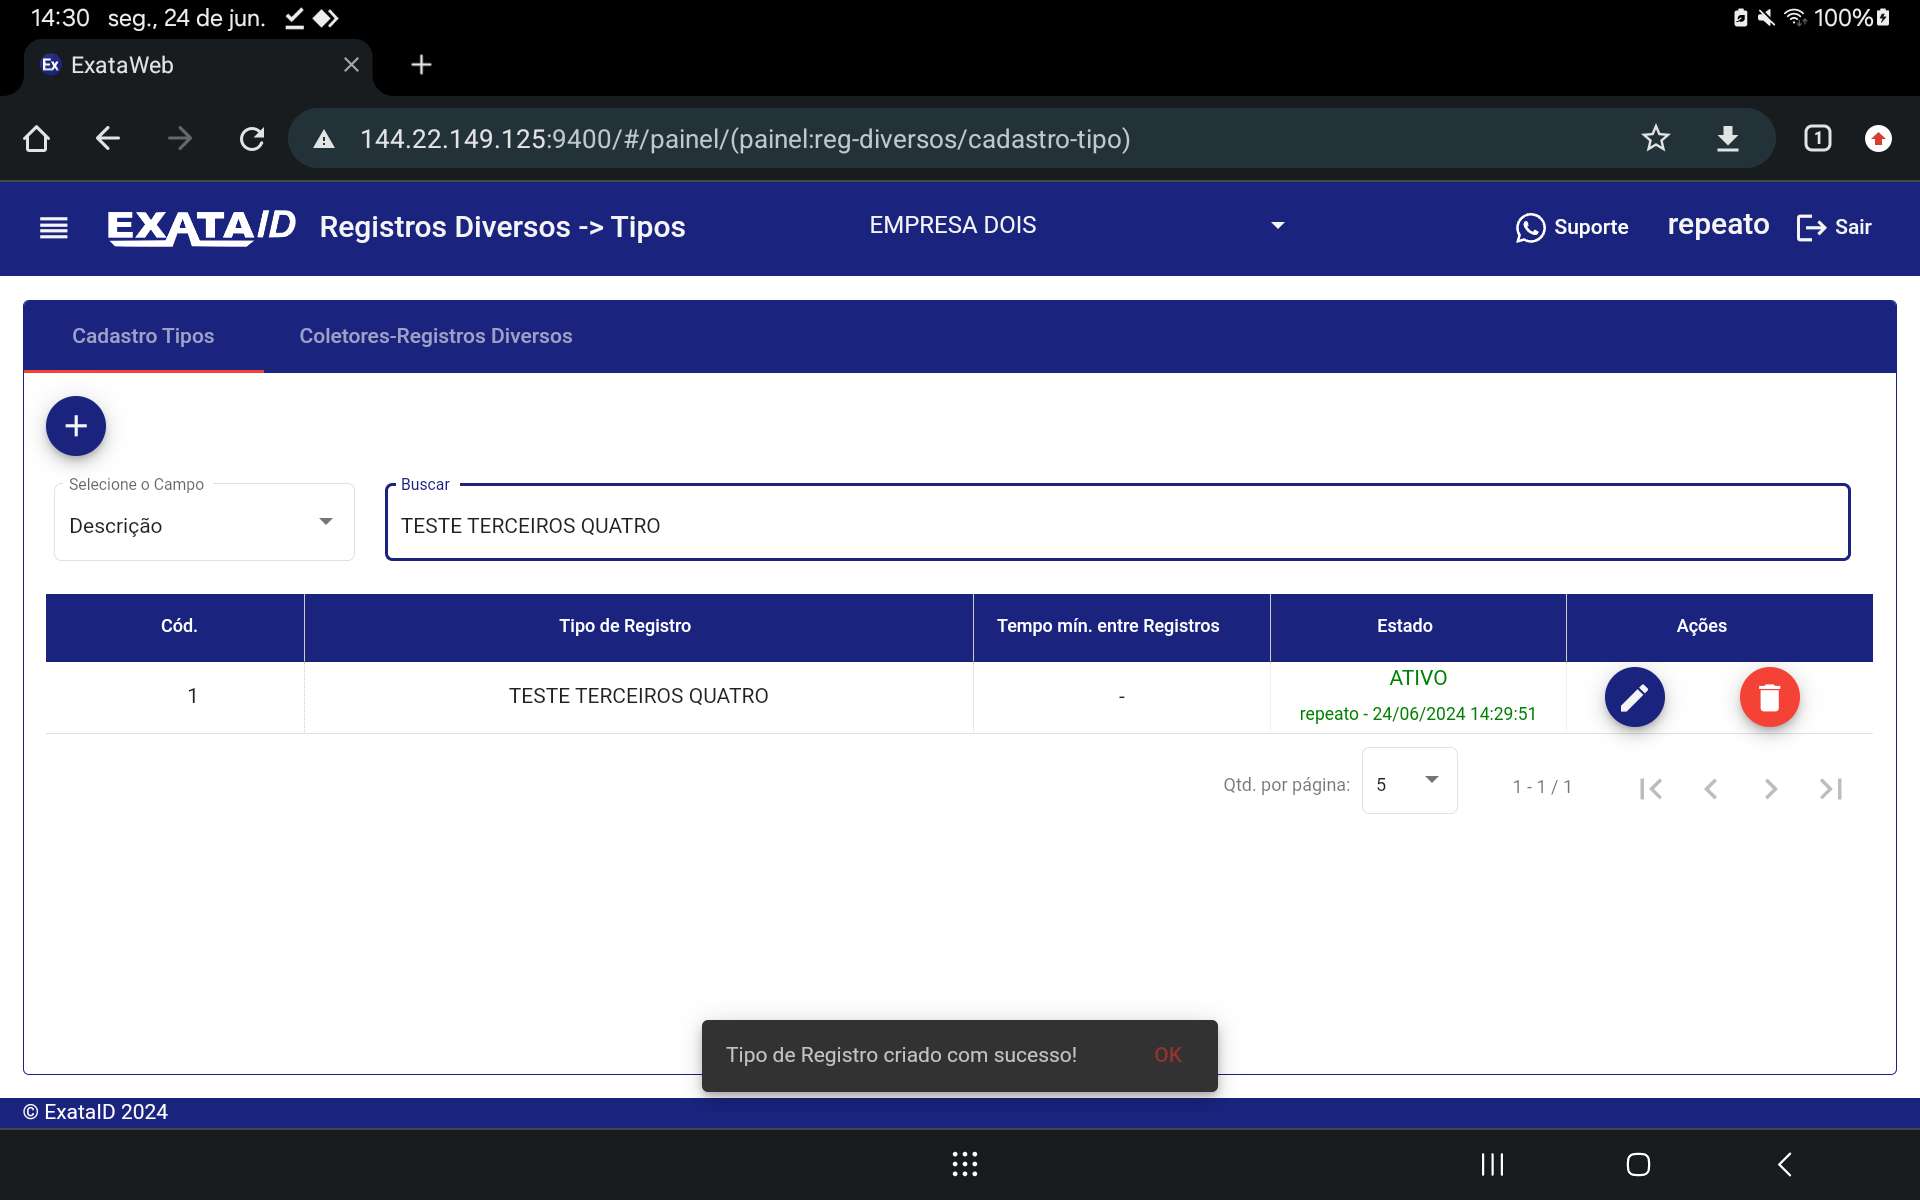 14:30 seg., 24 de jun. 100%
Ex ExataWeb
144.22.149.125:9400/#/painel/(painel:reg-diversos/cadastro-tipo) 1
EXATAID Registros Diversos -> Tipos EMPRESA DOIS Suporte repeato Sair
Cadastro Tipos Coletores-Registros Diversos
Selecione o Campo Buscar
Descrição TESTE TERCEIROS QUATRO
Cód. Tipo de Registro Tempo mín. entre Registros Estado Ações
1 TESTE TERCEIROS QUATRO - ATIVO
repeato - 24/06/2024 14:29:51
Qtd. por página: 5 1 - 1 / 1
Tipo de Registro criado com sucesso! OK
© ExataID 2024